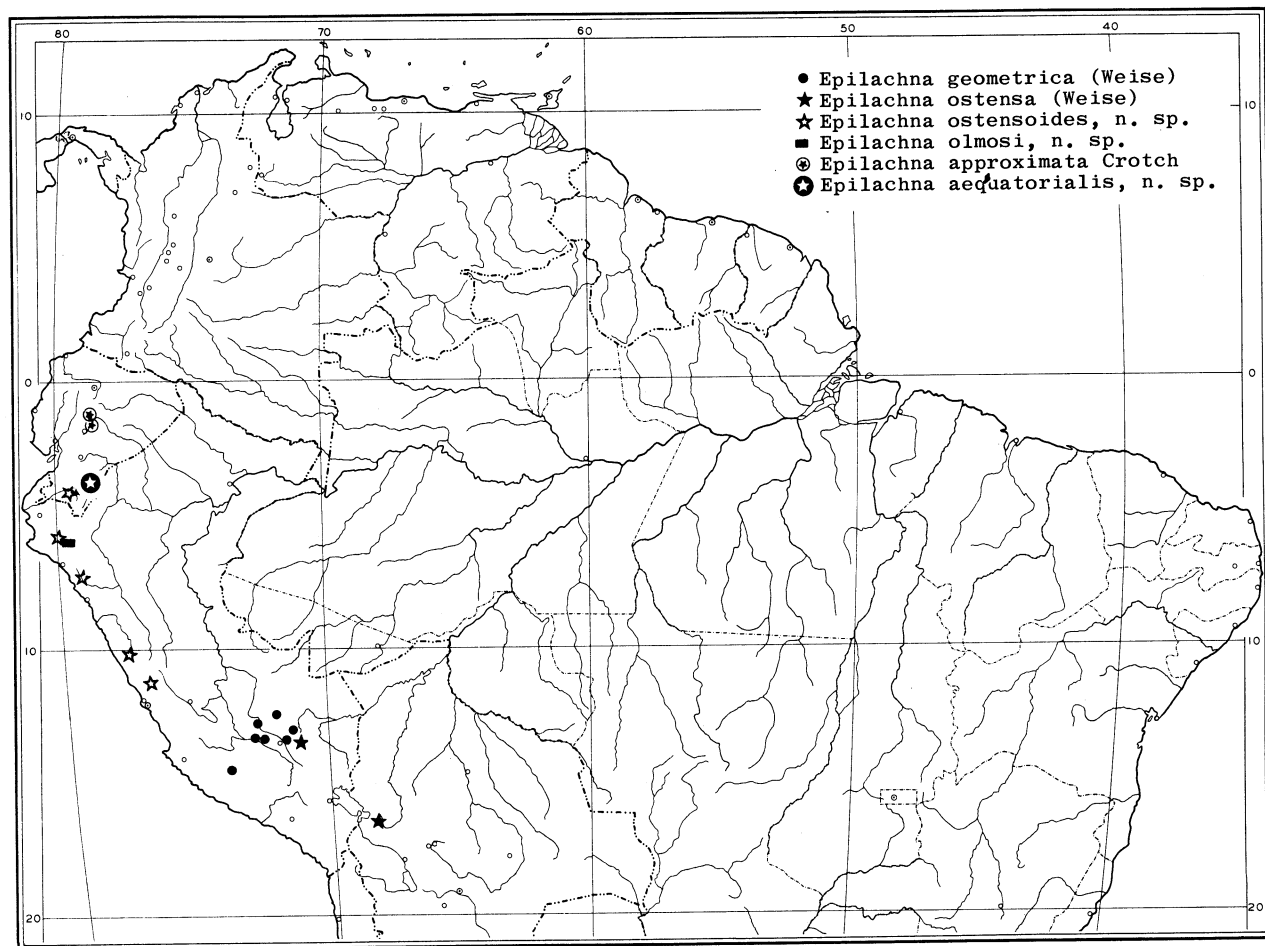 80 70 60 50 40
Epilachna geometrica (Weise)
Epilachna ostensa (Weise)
Epilachna ostensoides, n. sp.
Epilachna olmosi, n. sp.
Epilachna approximata Crotch
Epilachna aequatorialis, n. sp.
10 10
0 0
10 10
20 20